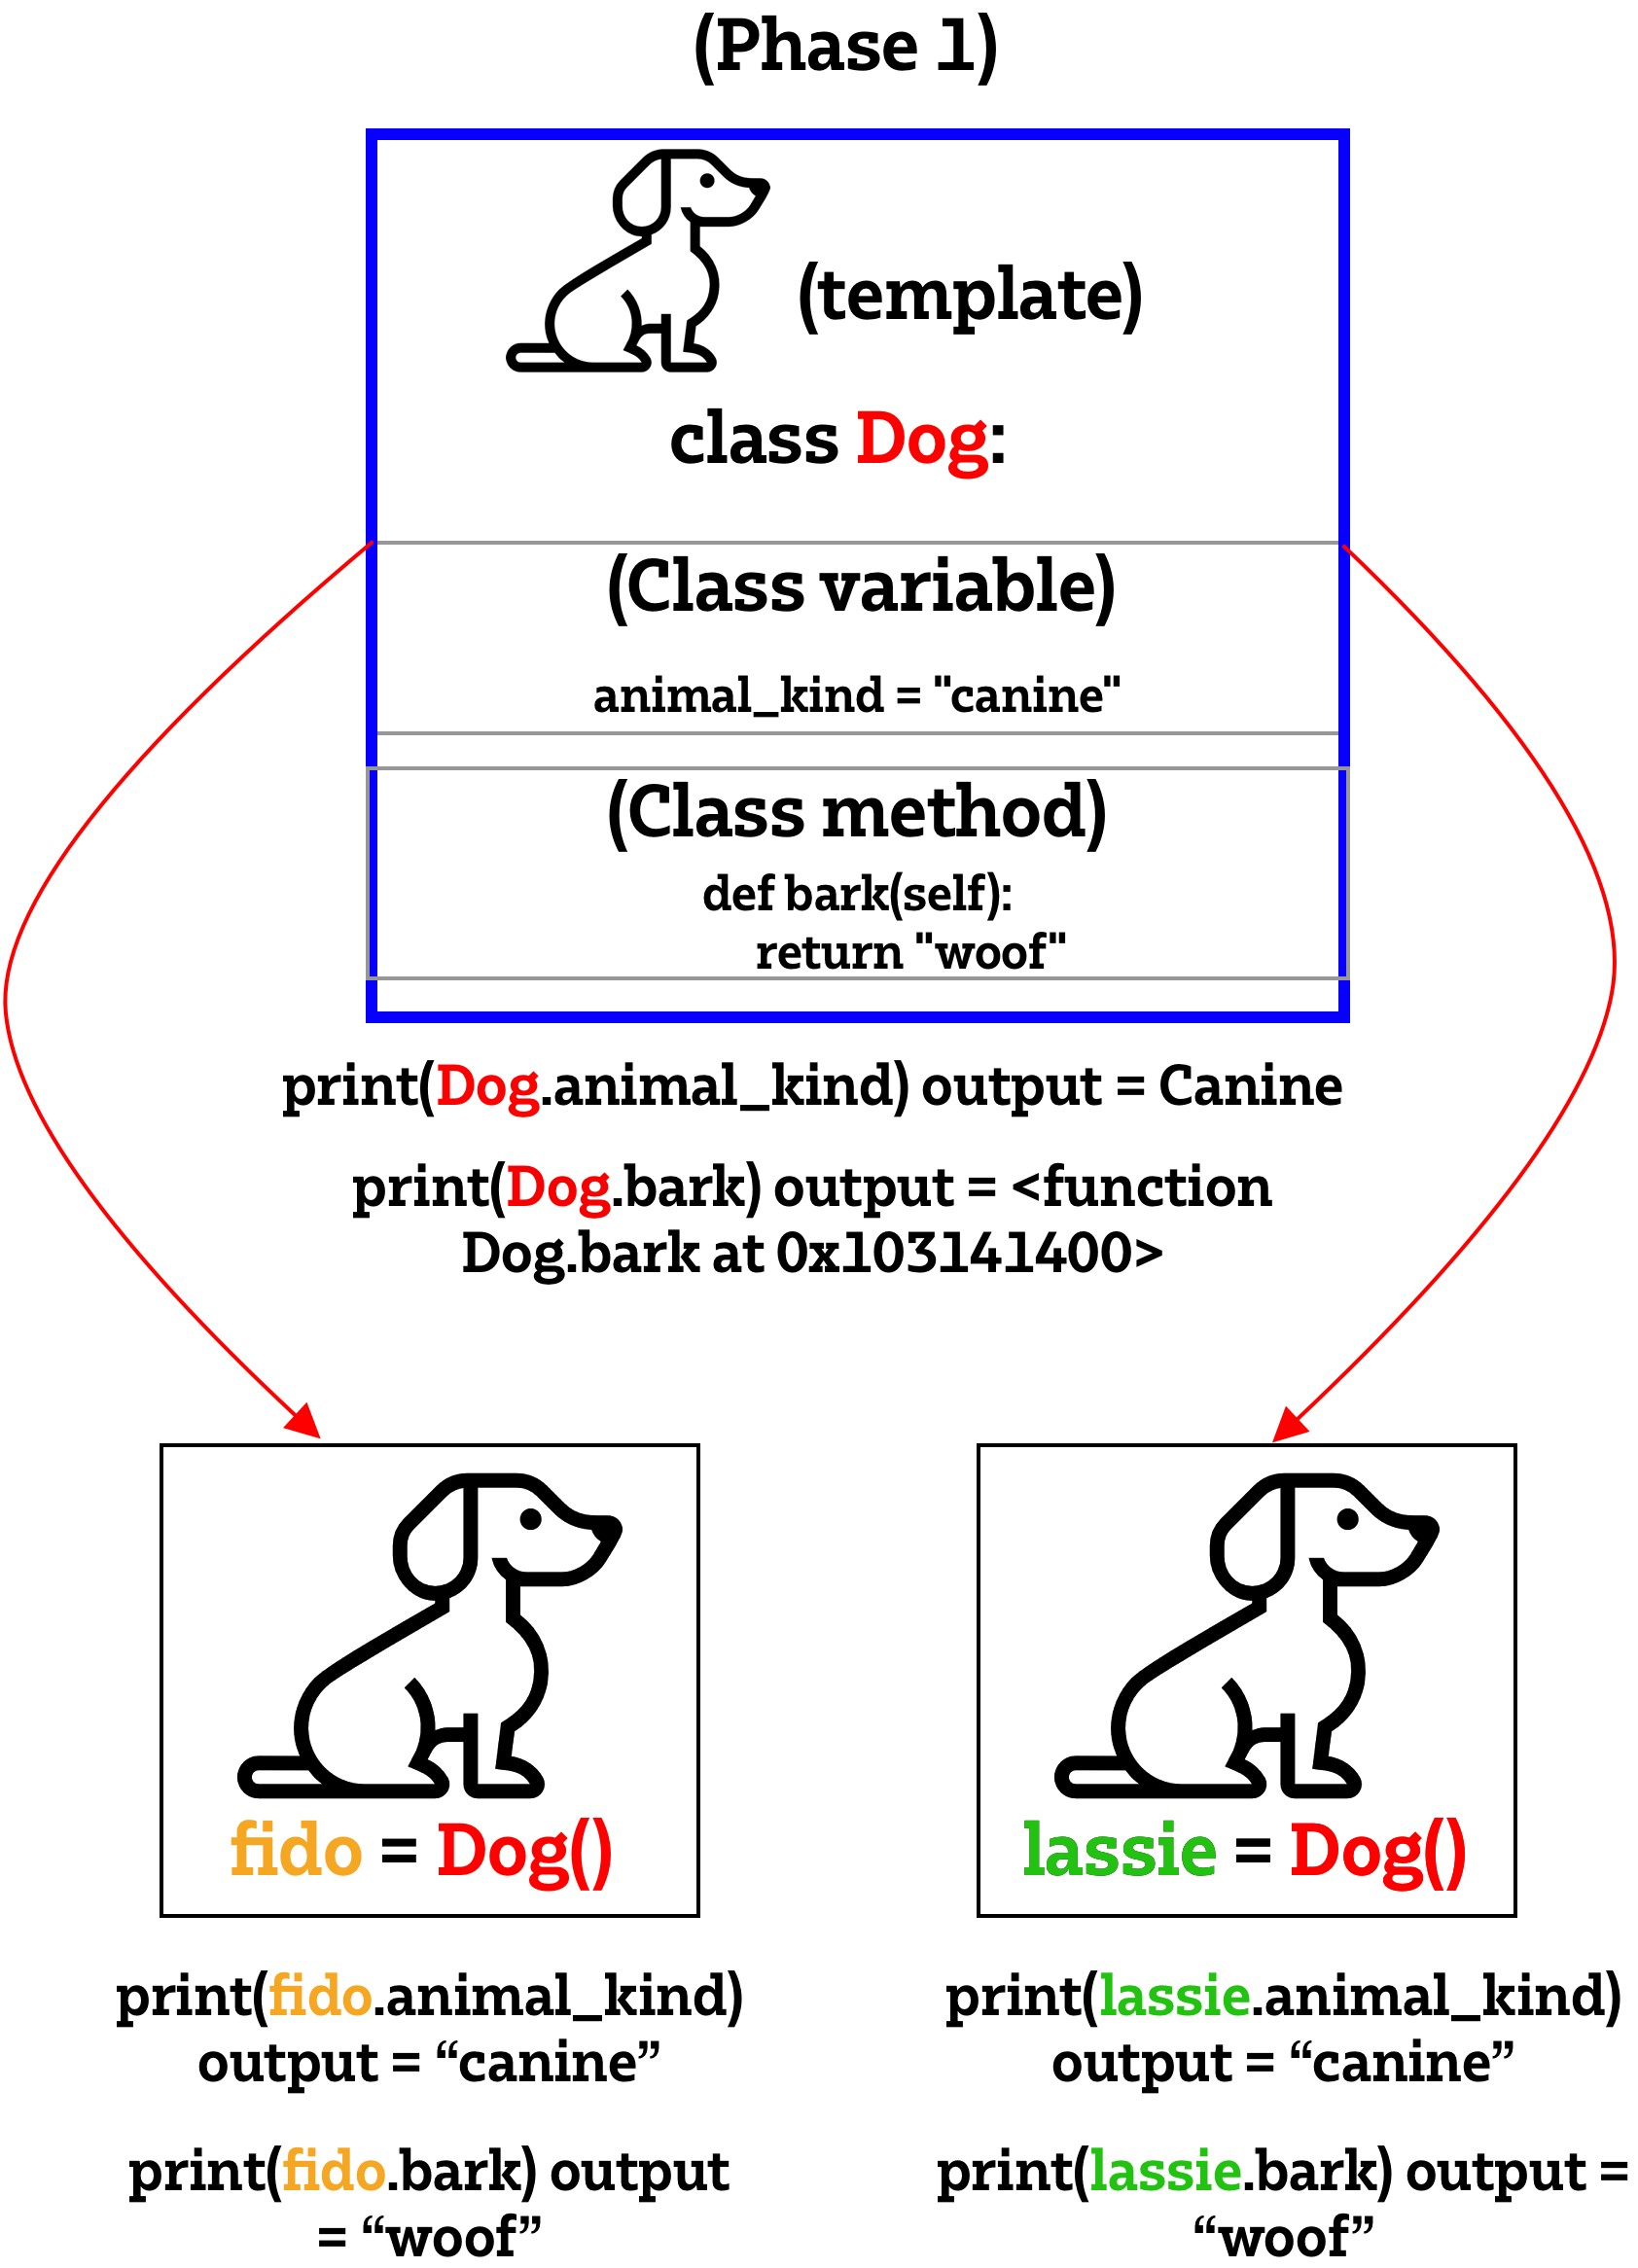 (Phase 1)
(template)
class Dog:
(Class variable)
animal_kind = "canine"
(Class method)
def bark(self):
return "woof"
print(Dog.animal_kind) output = Canine
print(Dog.bark) output = <function
Dog.bark at 0x103141400>
fido = Dog()
lassie = Dog()
print(fido.animal_kind)
output = “canine”
print(lassie.animal_kind)
output = “canine”
print(fido.bark) output
= “woof”
print(lassie.bark) output =
“woof”